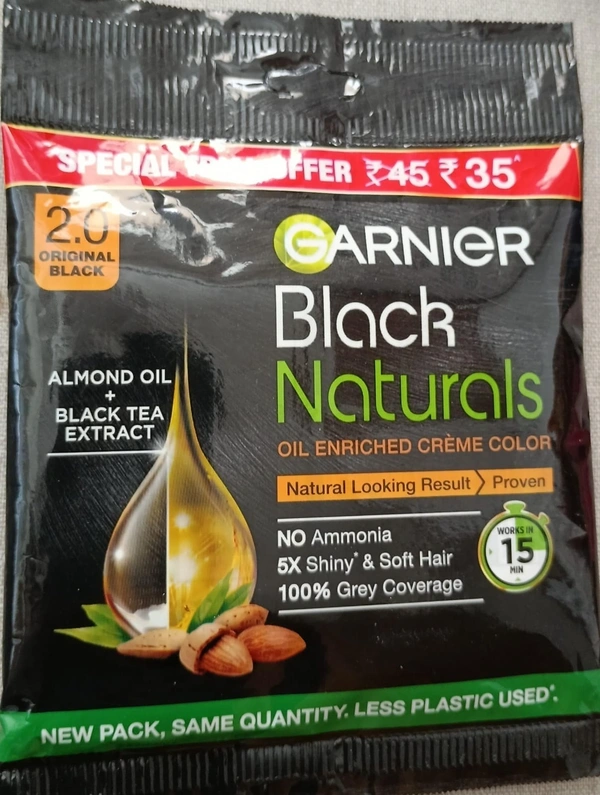 SPECIAL OFFER ₹45 ₹35^
2.0
ORIGINAL
BLACK
GARNIER
Black
Naturals
OIL ENRICHED CRÈME COLOR
ALMOND OIL
+
BLACK TEA
EXTRACT
Natural Looking Result Proven
NO Ammonia
5X Shiny* & Soft Hair
100% Grey Coverage
WORKS IN
15
MIN
NEW PACK, SAME QUANTITY. LESS PLASTIC USED*.